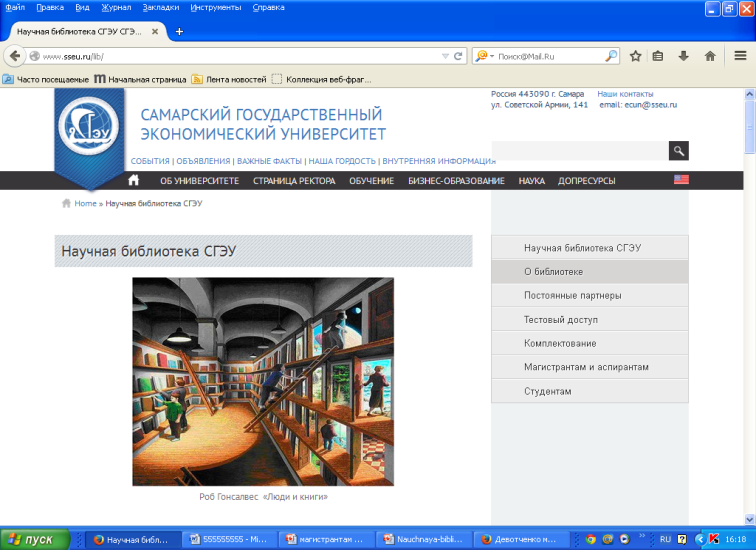 Файл Правка Вид Журнал Закладки Инструменты Справка
Научная библиотека СГЭУ СГЭ...
www.sseu.ru/lib/
Поиск@Mail.Ru
Часто посещаемые Начальная страница Лента новостей Коллекция веб-фраг...
Россия 443090 г. Самара Наши контакты
ул. Советской Армии, 141 email: ecun@sseu.ru
СГЭУ
САМАРСКИЙ ГОСУДАРСТВЕННЫЙ
ЭКОНОМИЧЕСКИЙ УНИВЕРСИТЕТ
СОБЫТИЯ | ОБЪЯВЛЕНИЯ | ВАЖНЫЕ ФАКТЫ | НАША ГОРДОСТЬ | ВНУТРЕННЯЯ ИНФОРМАЦИЯ
ОБ УНИВЕРСИТЕТЕ СТРАНИЦА РЕКТОРА ОБУЧЕНИЕ БИЗНЕС-ОБРАЗОВАНИЕ НАУКА ДОПРЕСУРСЫ
Home » Научная библиотека СГЭУ
Научная библиотека СГЭУ
Роб Гонсалвес «Люди и книги»
Научная библиотека СГЭУ
О библиотеке
Постоянные партнеры
Тестовый доступ
Комплектование
Магистрантам и аспирантам
Студентам
пуск Научная библ... 555555555 - Mi... магистрантам ... Nauchnaya-bibli... Девотченко м... RU 16:18